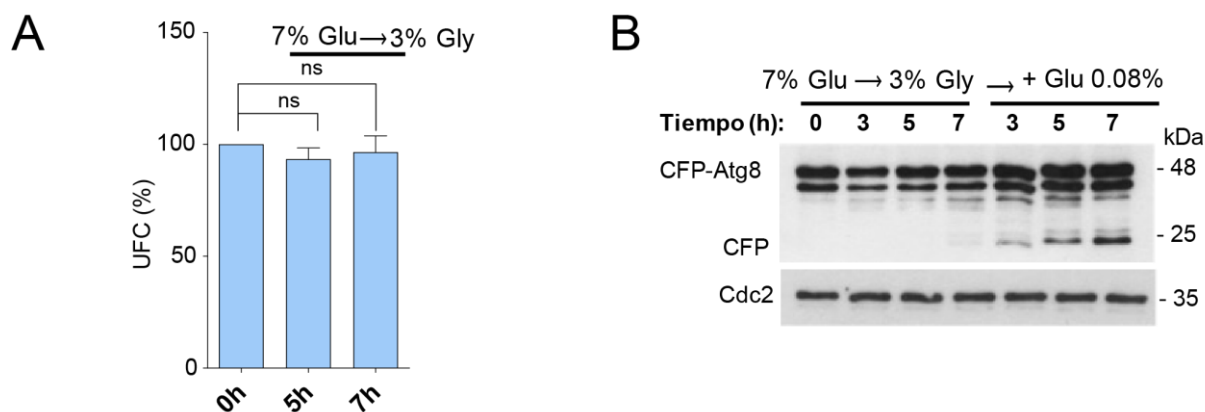 A
150
7% Glu → 3% Gly
ns
ns
100
50
0
UFC (%)
0h
5h
7h
B
7% Glu → 3% Gly → + Glu 0.08%
Tiempo (h): 0 3 5 7 3 5 7
kDa
CFP-Atg8
- 48
- 25
CFP
Cdc2
- 35